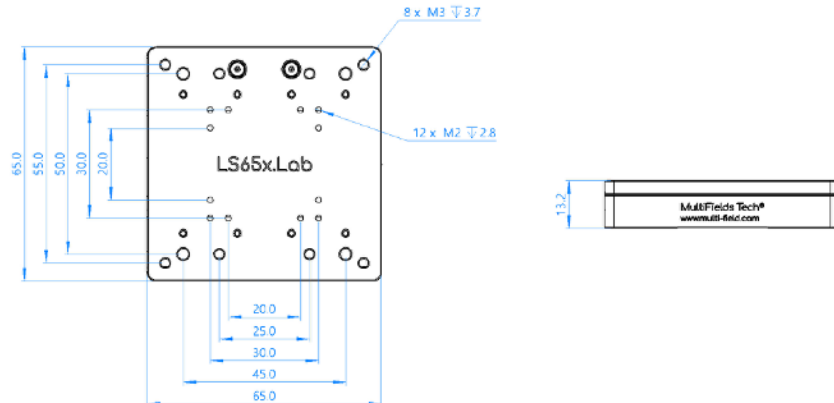 8 x M3 ↧3.7
65.0
55.0
50.0
30.0
20.0
12 x M2 ↧2.8
LS65x.Lab
13.2
MultiFields Tech®
www.multi-field.com
20.0
25.0
30.0
45.0
65.0